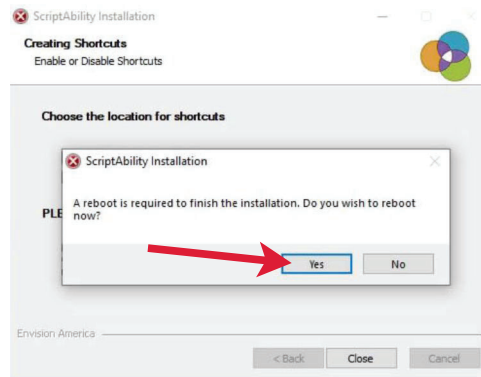 ScriptAbility Installation
Creating Shortcuts
Enable or Disable Shortcuts
Choose the location for shortcuts
ScriptAbility Installation
A reboot is required to finish the installation. Do you wish to reboot
now?
PLE
Yes No
Envision America
< Back Close Cancel